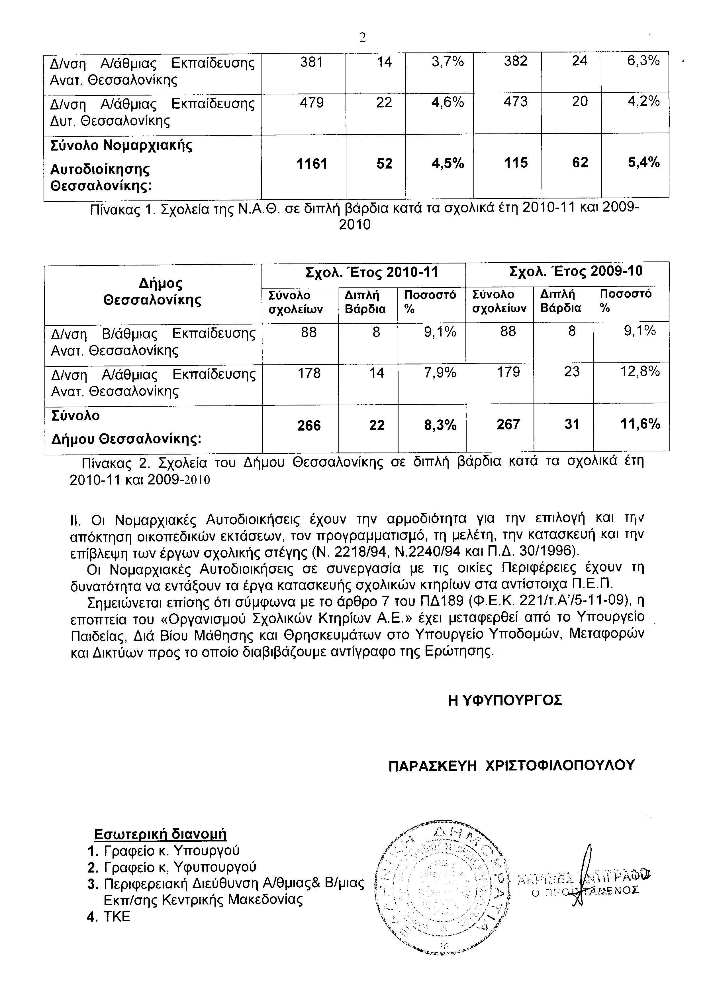 2
Δ/νση Α/άθμιας Εκπαίδευσης 381 14 3,7% 382 24 6,3%
Ανατ. Θεσσαλονίκης
Δ/νση Α/άθμιας Εκπαίδευσης 479 22 4,6% 473 20 4,2%
Δυτ. Θεσσαλονίκης
Σύνολο Νομαρχιακής
Αυτοδιοίκησης 1161 52 4,5% 115 62 5,4%
Θεσσαλονίκης:
Πίνακας 1. Σχολεία της Ν.Α.Θ. σε διπλή βάρδια κατά τα σχολικά έτη 2010-11 και 2009-
2010
Δήμος Σχολ. Έτος 2010-11 Σχολ. Έτος 2009-10
Θεσσαλονίκης Σύνολο Διπλή Ποσοστό Σύνολο Διπλή Ποσοστό
σχολείων Βάρδια % σχολείων Βάρδια %
Δ/νση Β/άθμιας Εκπαίδευσης 88 8 9,1% 88 8 9,1%
Ανατ. Θεσσαλονίκης
Δ/νση Α/άθμιας Εκπαίδευσης 178 14 7,9% 179 23 12,8%
Ανατ. Θεσσαλονίκης
Σύνολο 266 22 8,3% 267 31 11,6%
Δήμου Θεσσαλονίκης:
Πίνακας 2. Σχολεία του Δήμου Θεσσαλονίκης σε διπλή βάρδια κατά τα σχολικά έτη
2010-11 και 2009-2010
ΙΙ. Οι Νομαρχιακές Αυτοδιοικήσεις έχουν την αρμοδιότητα για την επιλογή και την
απόκτηση οικοπεδικών εκτάσεων, τον προγραμματισμό, τη μελέτη, την κατασκευή και την
επίβλεψη των έργων σχολικής στέγης (Ν. 2218/94, Ν.2240/94 και Π.Δ. 30/1996).
Οι Νομαρχιακές Αυτοδιοικήσεις σε συνεργασία με τις οικίες Περιφέρειες έχουν τη
δυνατότητα να εντάξουν τα έργα κατασκευής σχολικών κτηρίων στα αντίστοιχα Π.Ε.Π.
Σημειώνεται επίσης ότι σύμφωνα με το άρθρο 7 του ΠΔ189 (Φ.Ε.Κ. 221/τ.Α'/5-11-09), η
εποπτεία του «Οργανισμού Σχολικών Κτηρίων Α.Ε.» έχει μεταφερθεί από το Υπουργείο
Παιδείας, Διά Βίου Μάθησης και Θρησκευμάτων στο Υπουργείο Υποδομών, Μεταφορών
και Δικτύων προς το οποίο διαβιβάζουμε αντίγραφο της Ερώτησης.
Η ΥΦΥΠΟΥΡΓΟΣ
ΠΑΡΑΣΚΕΥΗ ΧΡΙΣΤΟΦΙΛΟΠΟΥΛΟΥ
Εσωτερική διανομή
1. Γραφείο κ. Υπουργού
2. Γραφείο κ, Υφυπουργού
3. Περιφερειακή Διεύθυνση Α/θμιας& Β/μιας
Εκπ/σης Κεντρικής Μακεδονίας
4. ΤΚΕ
ΕΛΛΗΝΙΚΗ ΔΗΜΟΚΡΑΤΙΑ
ΑΚΡΙΒΕΣ ΑΝΤΙΓΡΑΦΟ
Ο ΠΡΟΪΣΤΑΜΕΝΟΣ